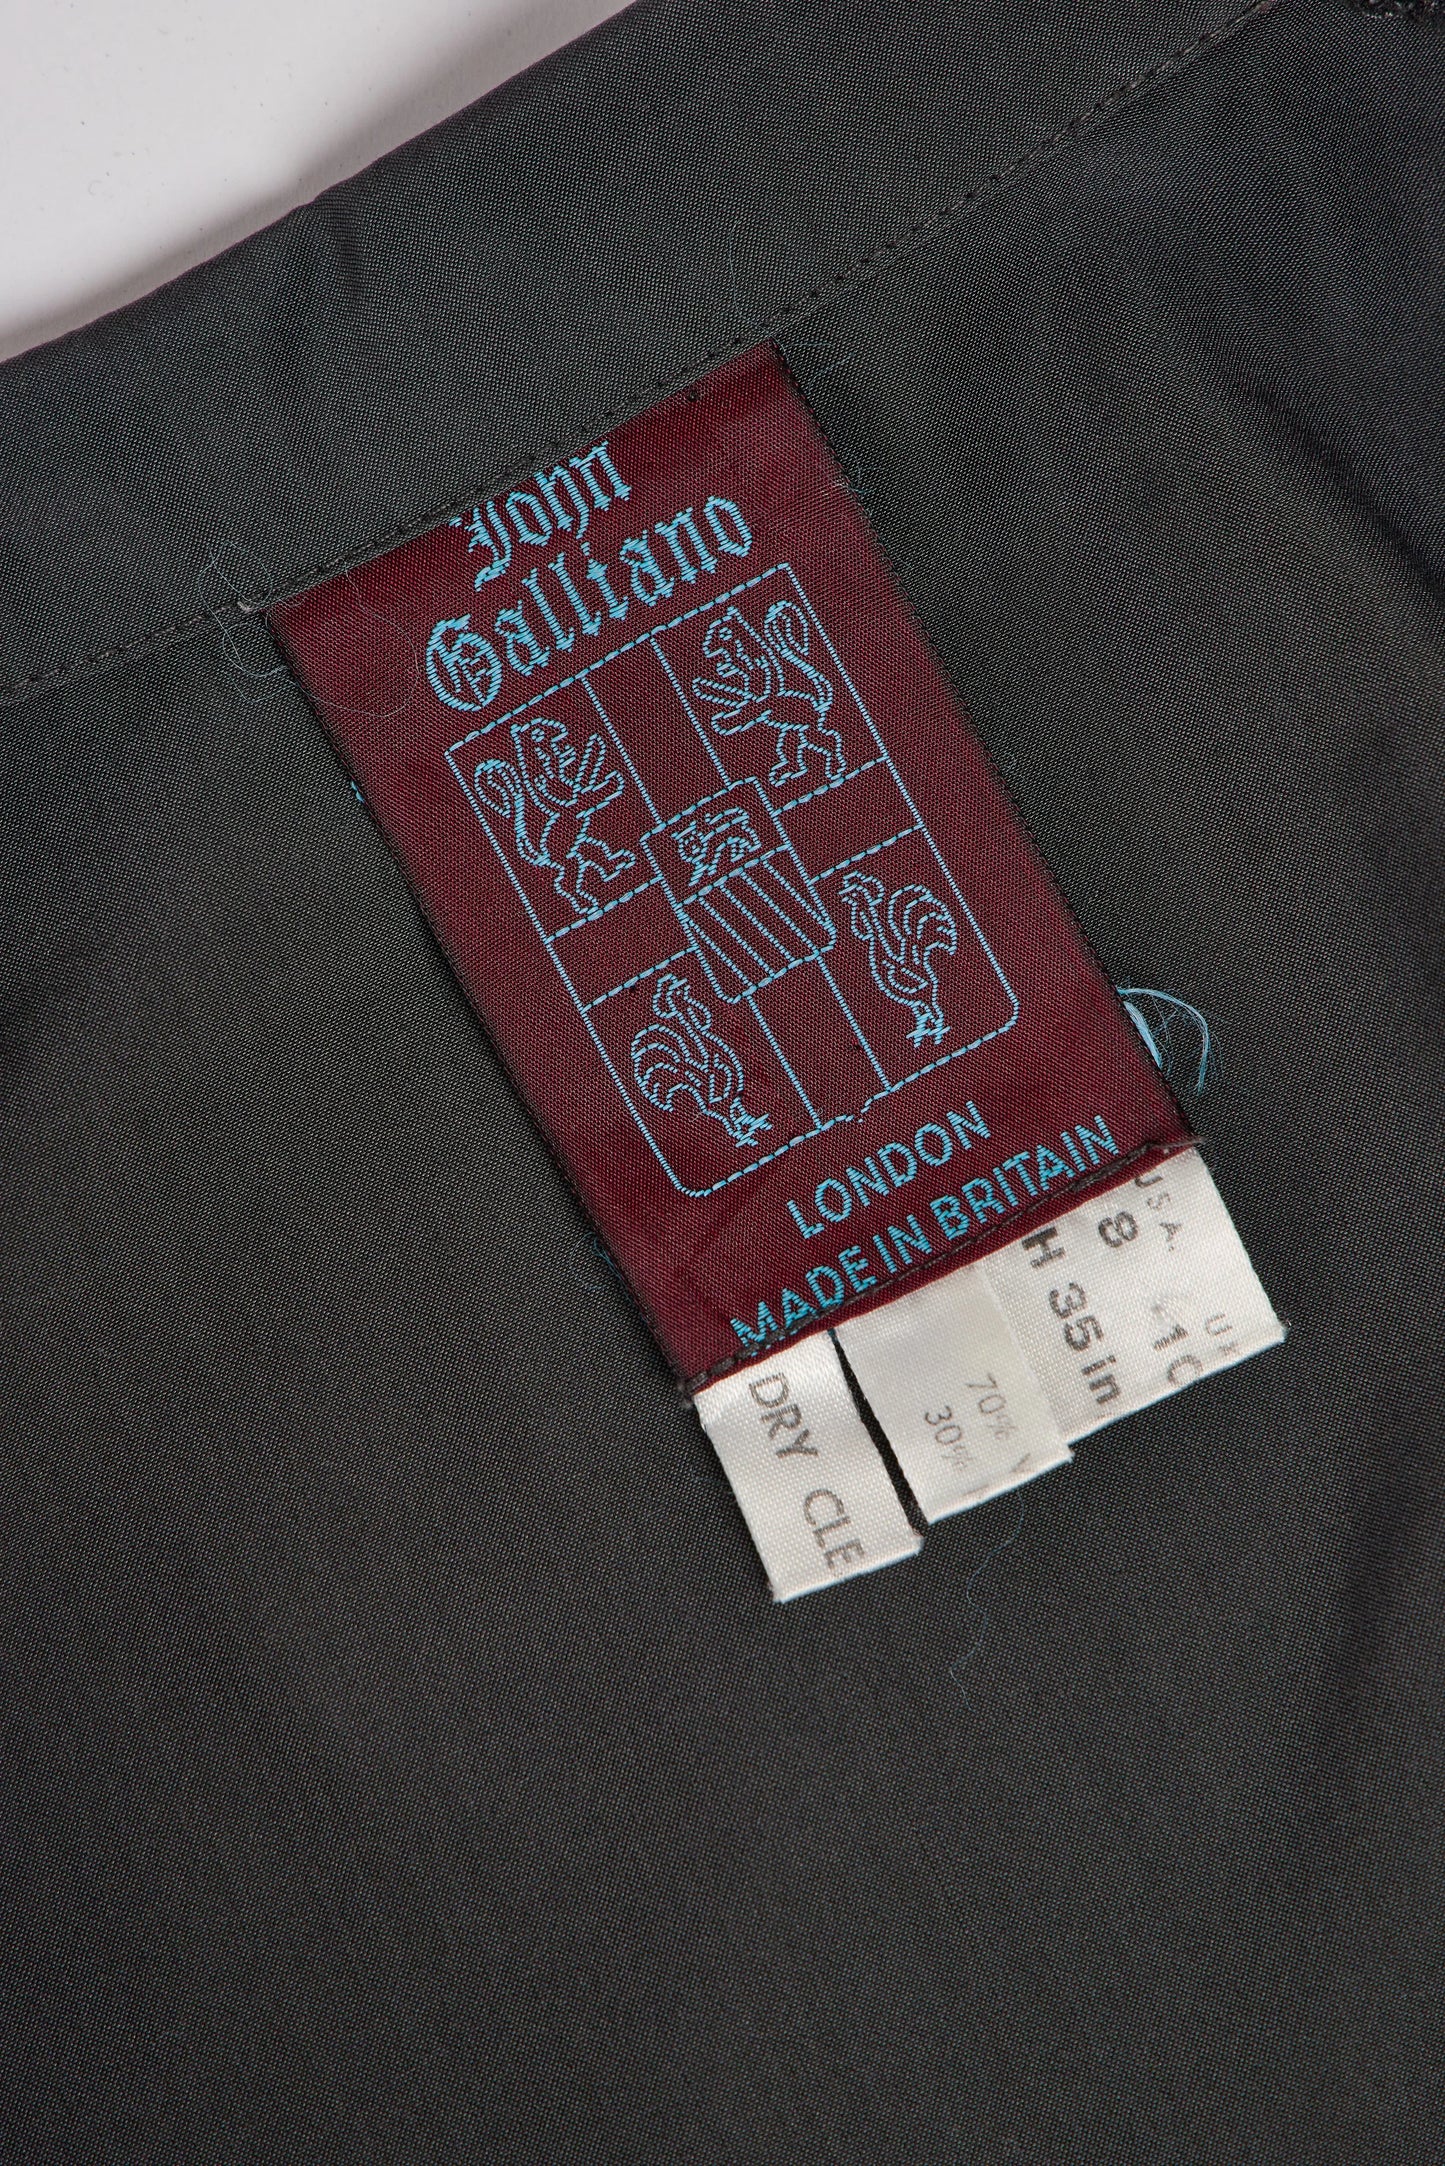 John
Galliano
LONDON
MADE IN BRITAIN
DRY CLE
70% V
30%
H 35 in
8
USA.